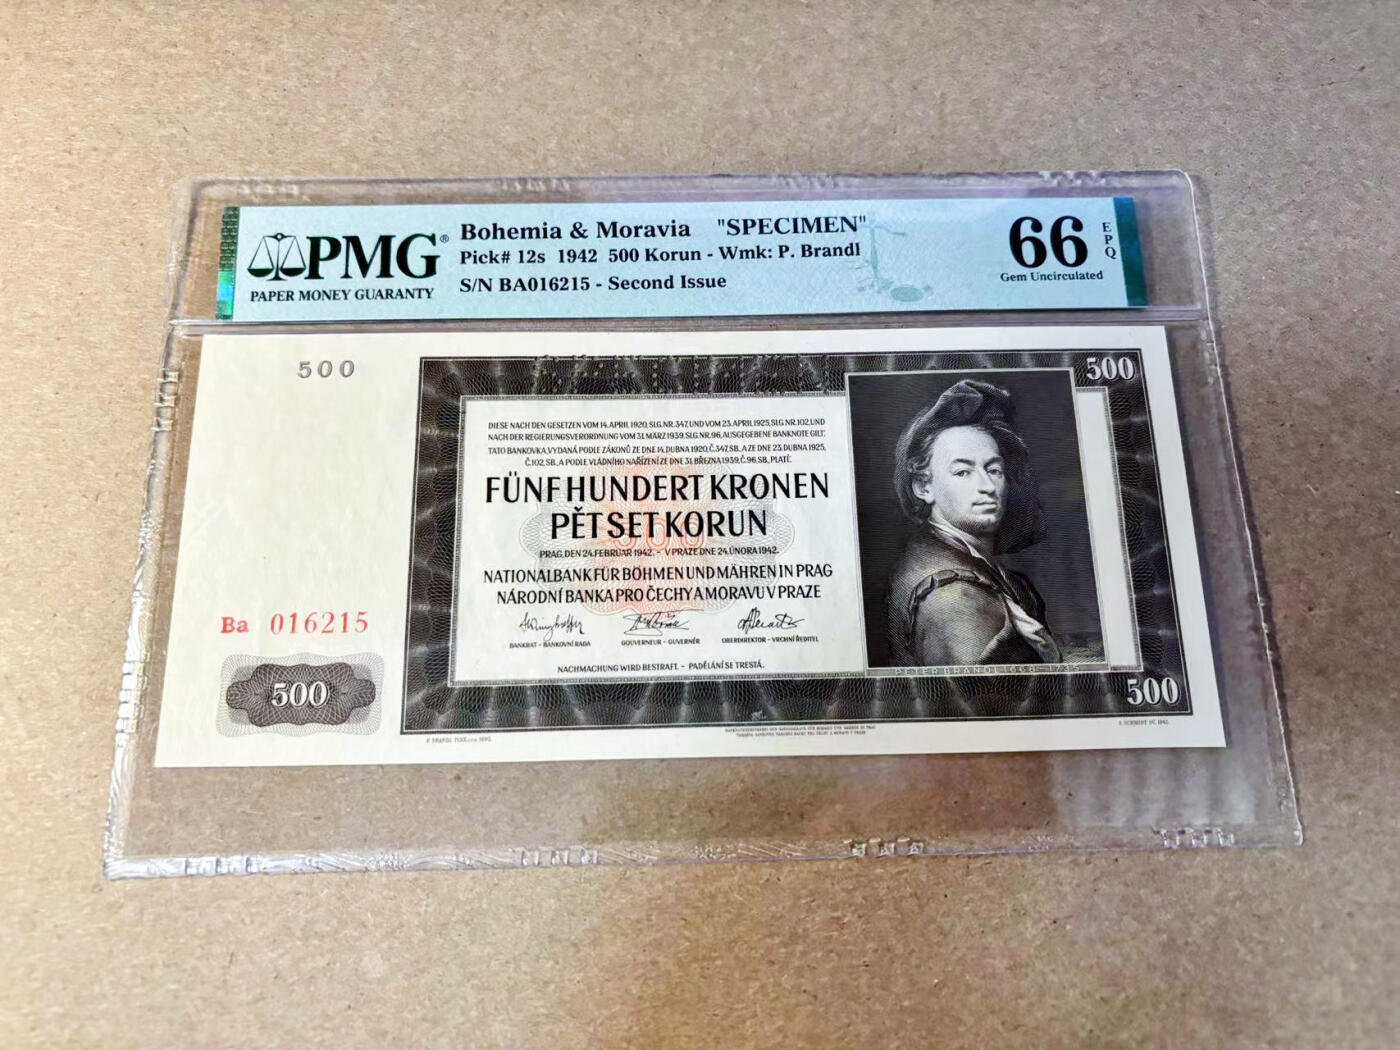 PMG®
PAPER MONEY GUARANTY
Bohemia & Moravia "SPECIMEN"
Pick# 12s 1942 500 Korun - Wmk: P. Brandl
S/N BA016215 - Second Issue
66
EPQ
Gem Uncirculated
500
500
DIESE NACH DEN GESETZEN VOM 14. APRIL 1920, SLG. NR. 347, UND VOM 23. APRIL 1925, SLG. NR. 102, UND
NACH DER REGIERUNGSVERORDNUNG VOM 31. MÄRZ 1939, SLG. NR. 96, AUSGEGEBENE BANKNOTE GILT.
TATO BANKOVKA, VYDANÁ PODLE ZÁKONŮ ZE DNE 14. DUBNA 1920, Č. 347, SB., A ZE DNE 23. DUBNA 1925,
Č. 102, SB., A PODLE VLÁDNÍHO NAŘÍZENÍ ZE DNE 31. BŘEZNA 1939, Č. 96, SB., PLATÍ.
FÜNFHUNDERT KRONEN
PĚT SET KORUN
500
PRAG, DEN 24. FEBRUAR 1942. - V PRAZE DNE 24. ÚNORA 1942.
NATIONALBANK FÜR BÖHMEN UND MÄHREN IN PRAG
NÁRODNÍ BANKA PRO ČECHY A MORAVU V PRAZE
BANKRAT - BANKOVNÍ RADA
GOUVERNEUR - GUVERNÉR
OBERDIREKTOR - VRCHNÍ ŘEDITEL
NACHMACHUNG WIRD BESTRAFT. - PADĚLÁNÍ SE TRESTÁ.
Ba 016215
500
PETER BRANDL 1668-1735
500